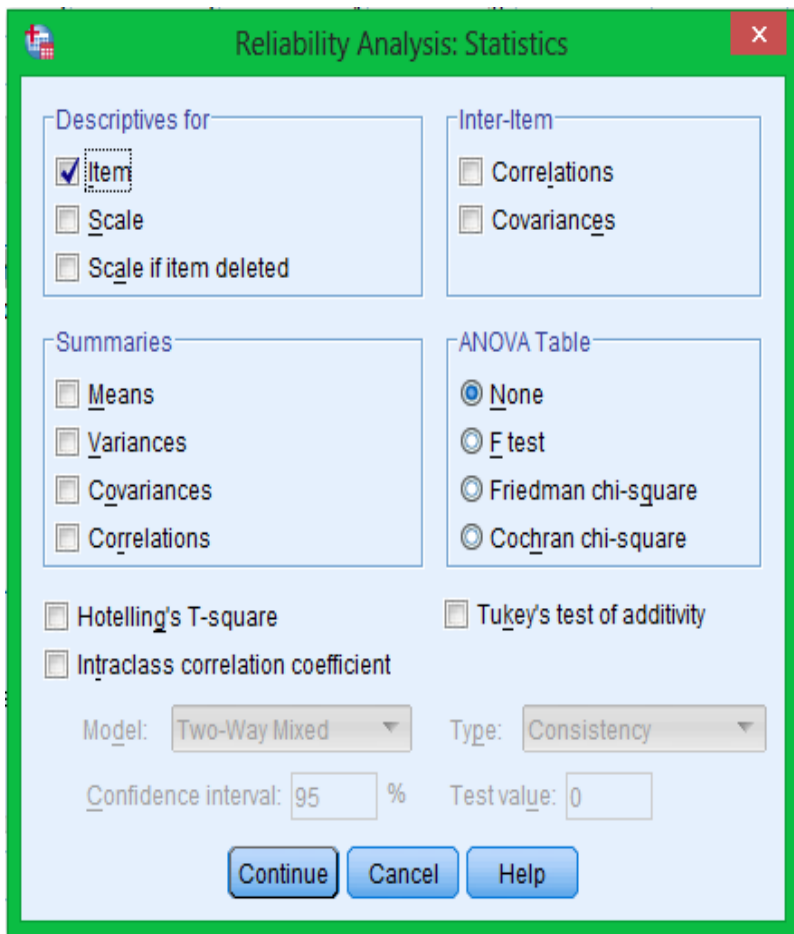 Reliability Analysis: Statistics
x
Descriptives for
Item
Scale
Scale if item deleted
Inter-Item
Correlations
Covariances
Summaries
Means
Variances
Covariances
Correlations
ANOVA Table
None
F test
Friedman chi-square
Cochran chi-square
Hotelling's T-square
Tukey's test of additivity
Intraclass correlation coefficient
Model: Two-Way Mixed Type: Consistency
Confidence interval: 95 % Test value: 0
Continue Cancel Help